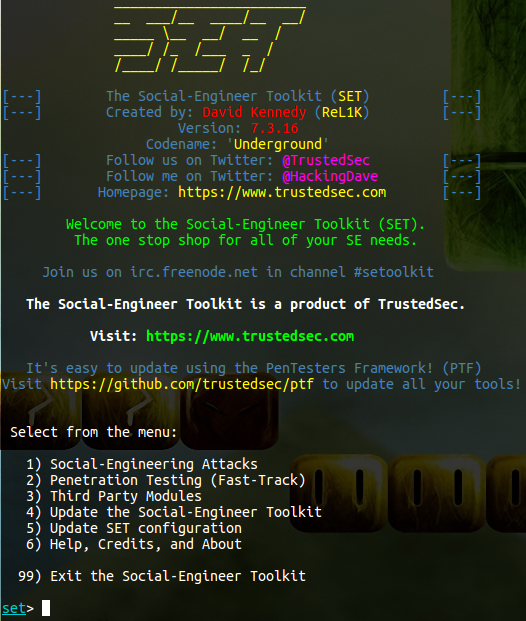 [---] The Social-Engineer Toolkit (SET) [---]
[---] Created by: David Kennedy (ReL1K) [---]
Version: 7.3.16
Codename: 'Underground'
[---] Follow us on Twitter: @TrustedSec [---]
[---] Follow me on Twitter: @HackingDave [---]
[---] Homepage: https://www.trustedsec.com [---]
Welcome to the Social-Engineer Toolkit (SET).
The one stop shop for all of your SE needs.
Join us on irc.freenode.net in channel #setoolkit
The Social-Engineer Toolkit is a product of TrustedSec.
Visit: https://www.trustedsec.com
It's easy to update using the PenTesters Framework! (PTF)
Visit https://github.com/trustedsec/ptf to update all your tools!
Select from the menu:
1) Social-Engineering Attacks
2) Penetration Testing (Fast-Track)
3) Third Party Modules
4) Update the Social-Engineer Toolkit
5) Update SET configuration
6) Help, Credits, and About
99) Exit the Social-Engineer Toolkit
set>